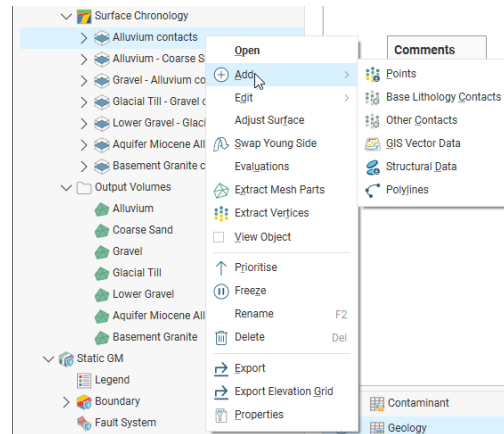 Surface Chronology
Alluvium contacts
Alluvium - Coarse S
Gravel - Alluvium co
Glacial Till - Gravel c
Lower Gravel - Glaci
Aquifer Miocene All
Basement Granite c
Output Volumes
Alluvium
Coarse Sand
Gravel
Glacial Till
Lower Gravel
Aquifer Miocene All
Basement Granite
Static GM
Legend
Boundary
Fault System
Open
Add
Edit
Adjust Surface
Swap Young Side
Evaluations
Extract Mesh Parts
Extract Vertices
View Object
Prioritise
Freeze
Rename F2
Delete Del
Export
Export Elevation Grid
Properties
Comments
Points
Base Lithology Contacts
Other Contacts
GIS Vector Data
Structural Data
Polylines
Contaminant
Geology